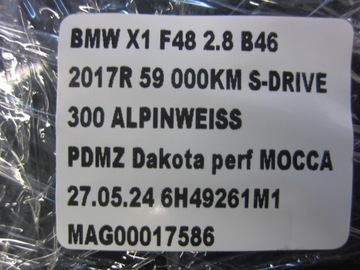 BMW X1 F48 2.8 B46
2017R 59 000KM S-DRIVE
300 ALPINWEISS
PDMZ Dakota perf MOCCA
27.05.24 6H49261M1
MAG00017586